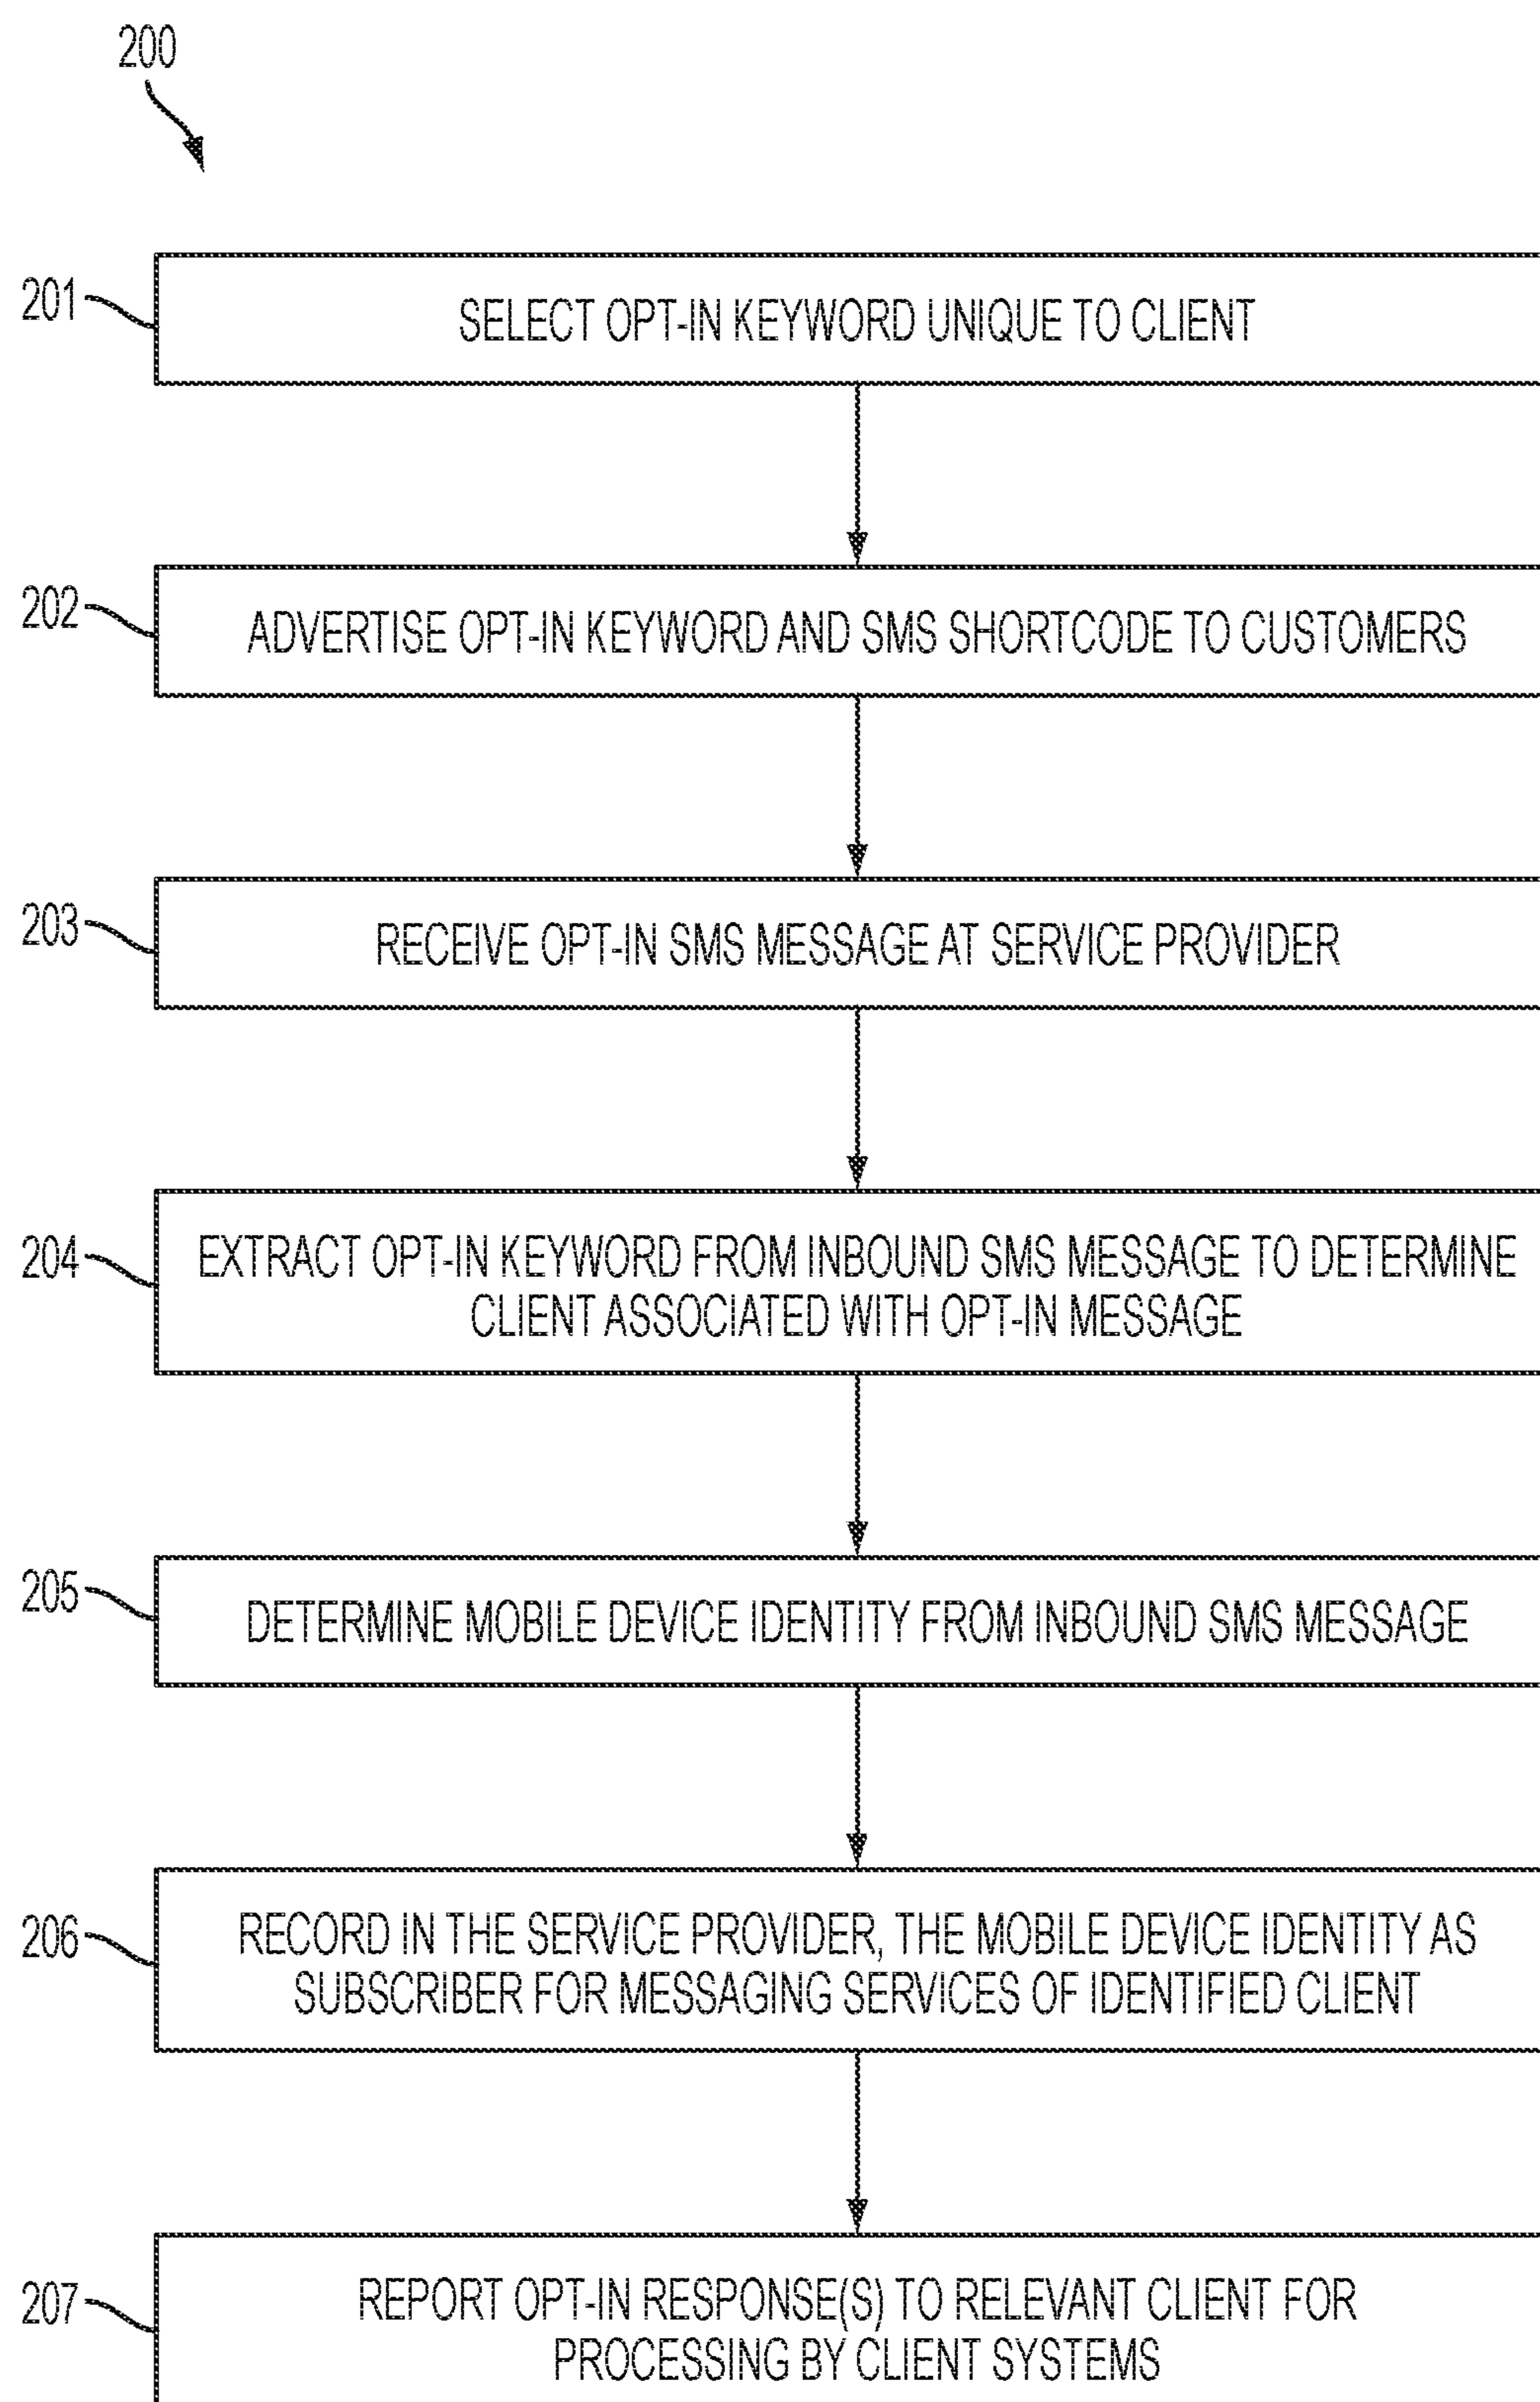 200
201
SELECT OPT-IN KEYWORD UNIQUE TO CLIENT
202
ADVERTISE OPT-IN KEYWORD AND SMS SHORTCODE TO CUSTOMERS
203
RECEIVE OPT-IN SMS MESSAGE AT SERVICE PROVIDER
204
EXTRACT OPT-IN KEYWORD FROM INBOUND SMS MESSAGE TO DETERMINE
CLIENT ASSOCIATED WITH OPT-IN MESSAGE
205
DETERMINE MOBILE DEVICE IDENTITY FROM INBOUND SMS MESSAGE
206
RECORD IN THE SERVICE PROVIDER, THE MOBILE DEVICE IDENTITY AS
SUBSCRIBER FOR MESSAGING SERVICES OF IDENTIFIED CLIENT
207
REPORT OPT-IN RESPONSE(S) TO RELEVANT CLIENT FOR
PROCESSING BY CLIENT SYSTEMS